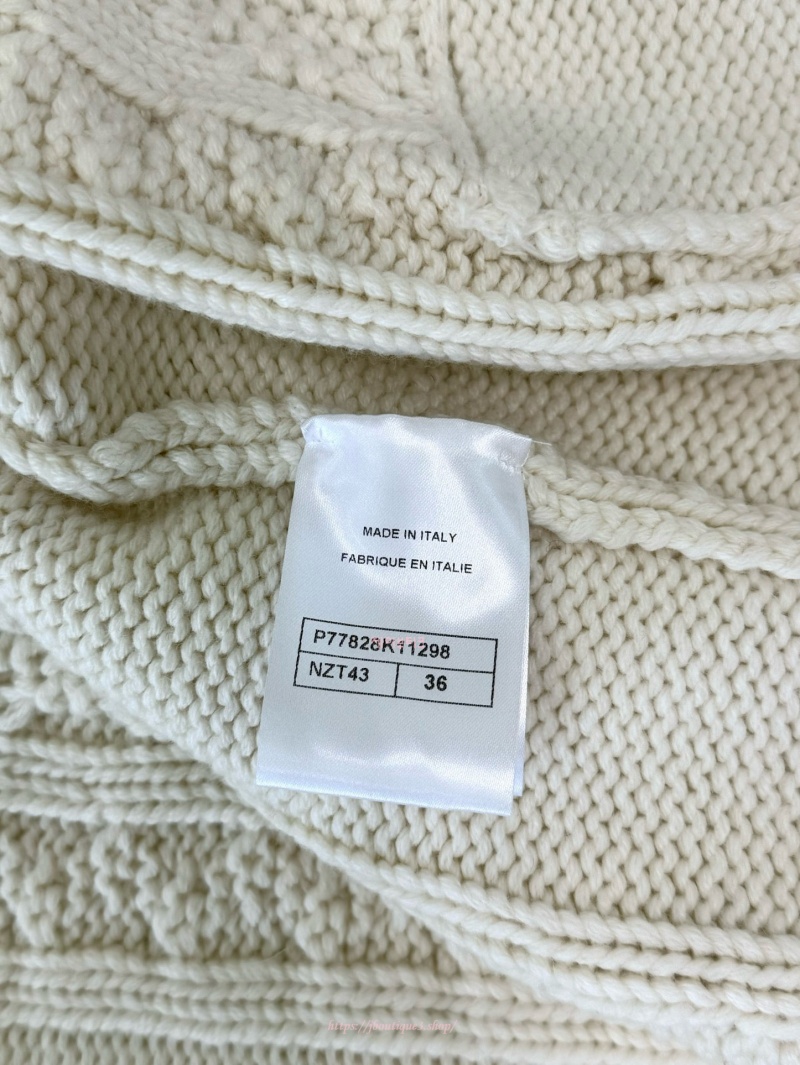 MADE IN ITALY
FABRIQUE EN ITALIE
P77828K11298
NZT43
36